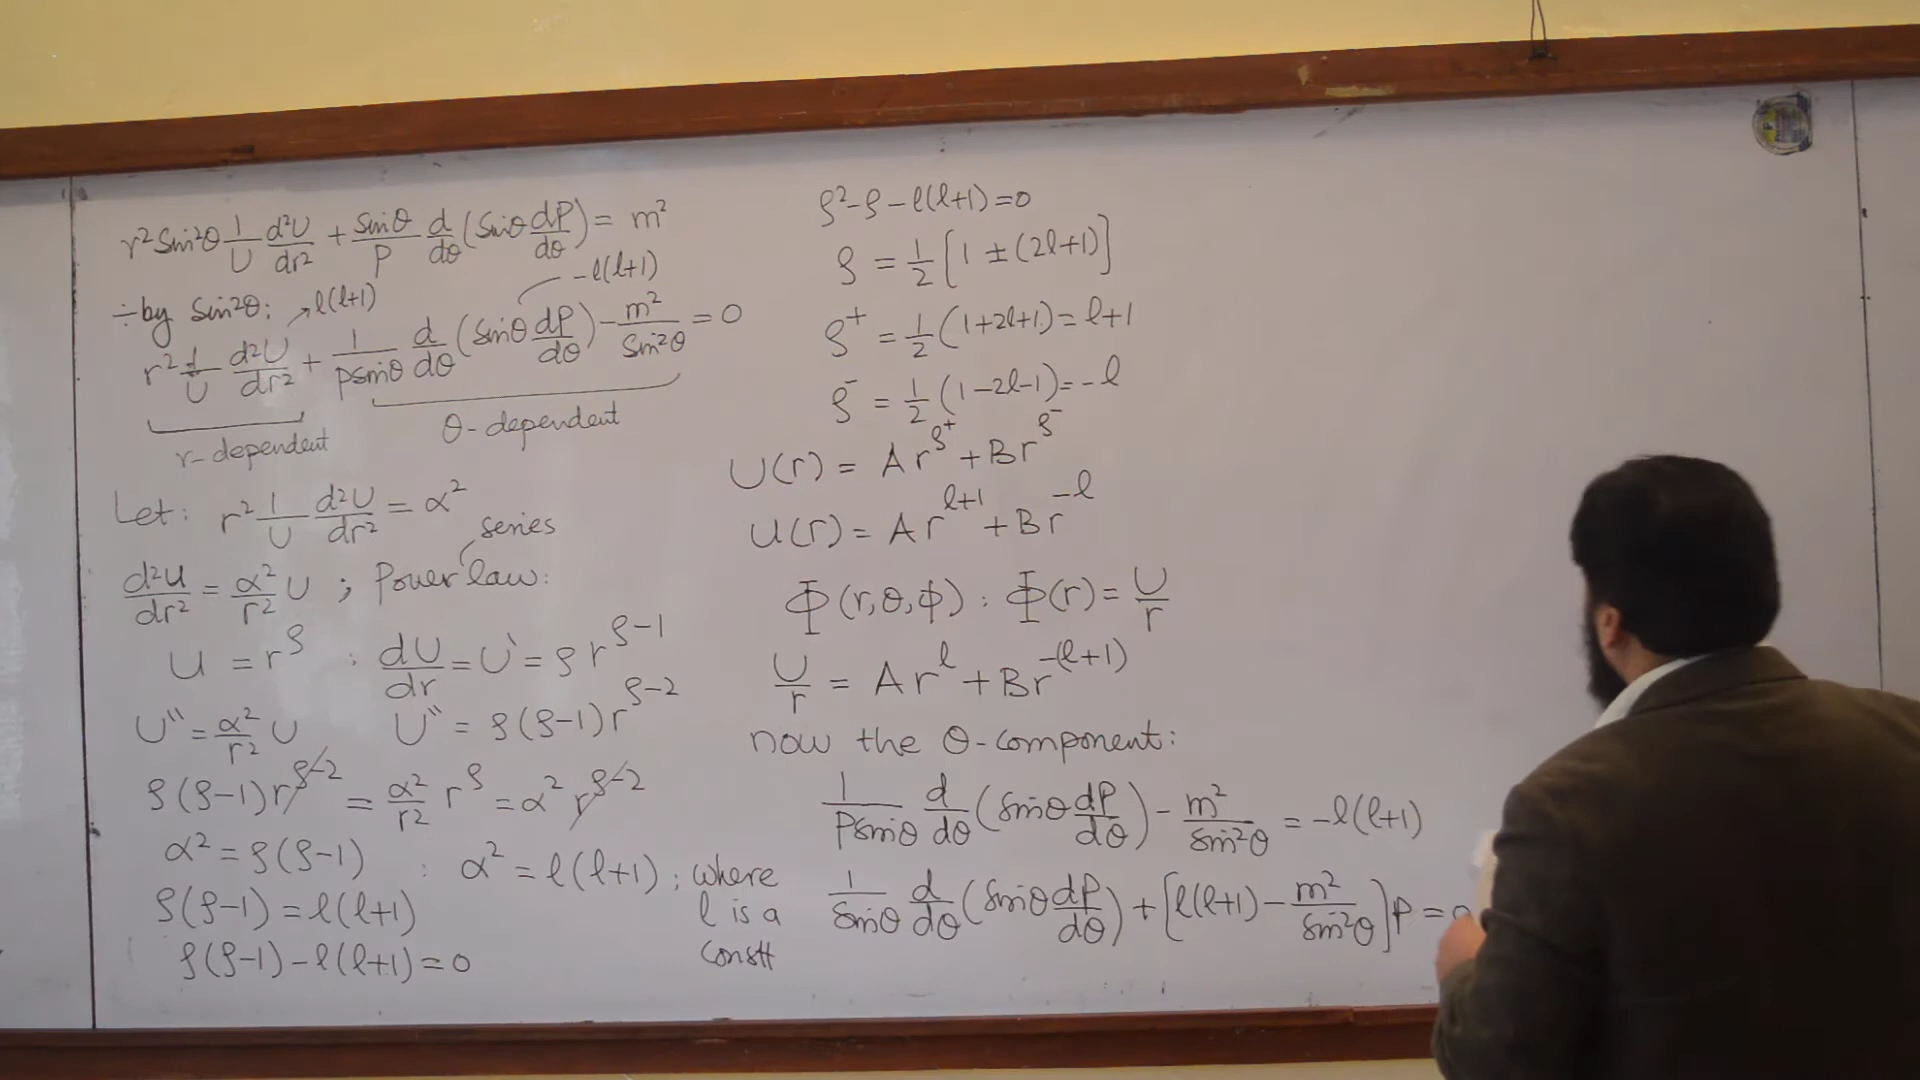 r² Sin²θ 1/U d²U/dr² + Sinθ/P d/dθ (Sinθ dP/dθ) = m²
÷by Sin²θ: → l(l+1)
-l(l+1)
r² 1/U d²U/dr² + 1/PSinθ d/dθ (Sinθ dP/dθ) - m²/Sin²θ = 0
r-dependent
θ-dependent
Let: r² 1/U d²U/dr² = α²
series
d²U/dr² = α²/r² U ; Power law:
U = r^ρ : dU/dr = U' = ρ r^(ρ-1)
U'' = α²/r² U U'' = ρ(ρ-1) r^(ρ-2)
ρ(ρ-1) r^(ρ-2) = α²/r² r^ρ = α² r^(ρ-2)
α² = ρ(ρ-1) : α² = l(l+1) ; where
l is a
constt
ρ(ρ-1) = l(l+1)
ρ(ρ-1) - l(l+1) = 0
ρ² - ρ - l(l+1) = 0
ρ = 1/2 [1 ± (2l+1)]
ρ⁺ = 1/2 (1+2l+1) = l+1
ρ⁻ = 1/2 (1-2l-1) = -l
U(r) = A r^ρ⁺ + B r^ρ⁻
U(r) = A r^(l+1) + B r^(-l)
Φ(r,θ,ϕ) : Φ(r) = U/r
U/r = A r^l + B r^-(l+1)
now the θ-component:
1/PSinθ d/dθ (Sinθ dP/dθ) - m²/Sin²θ = -l(l+1)
1/Sinθ d/dθ (Sinθ dP/dθ) + [l(l+1) - m²/Sin²θ] P = 0